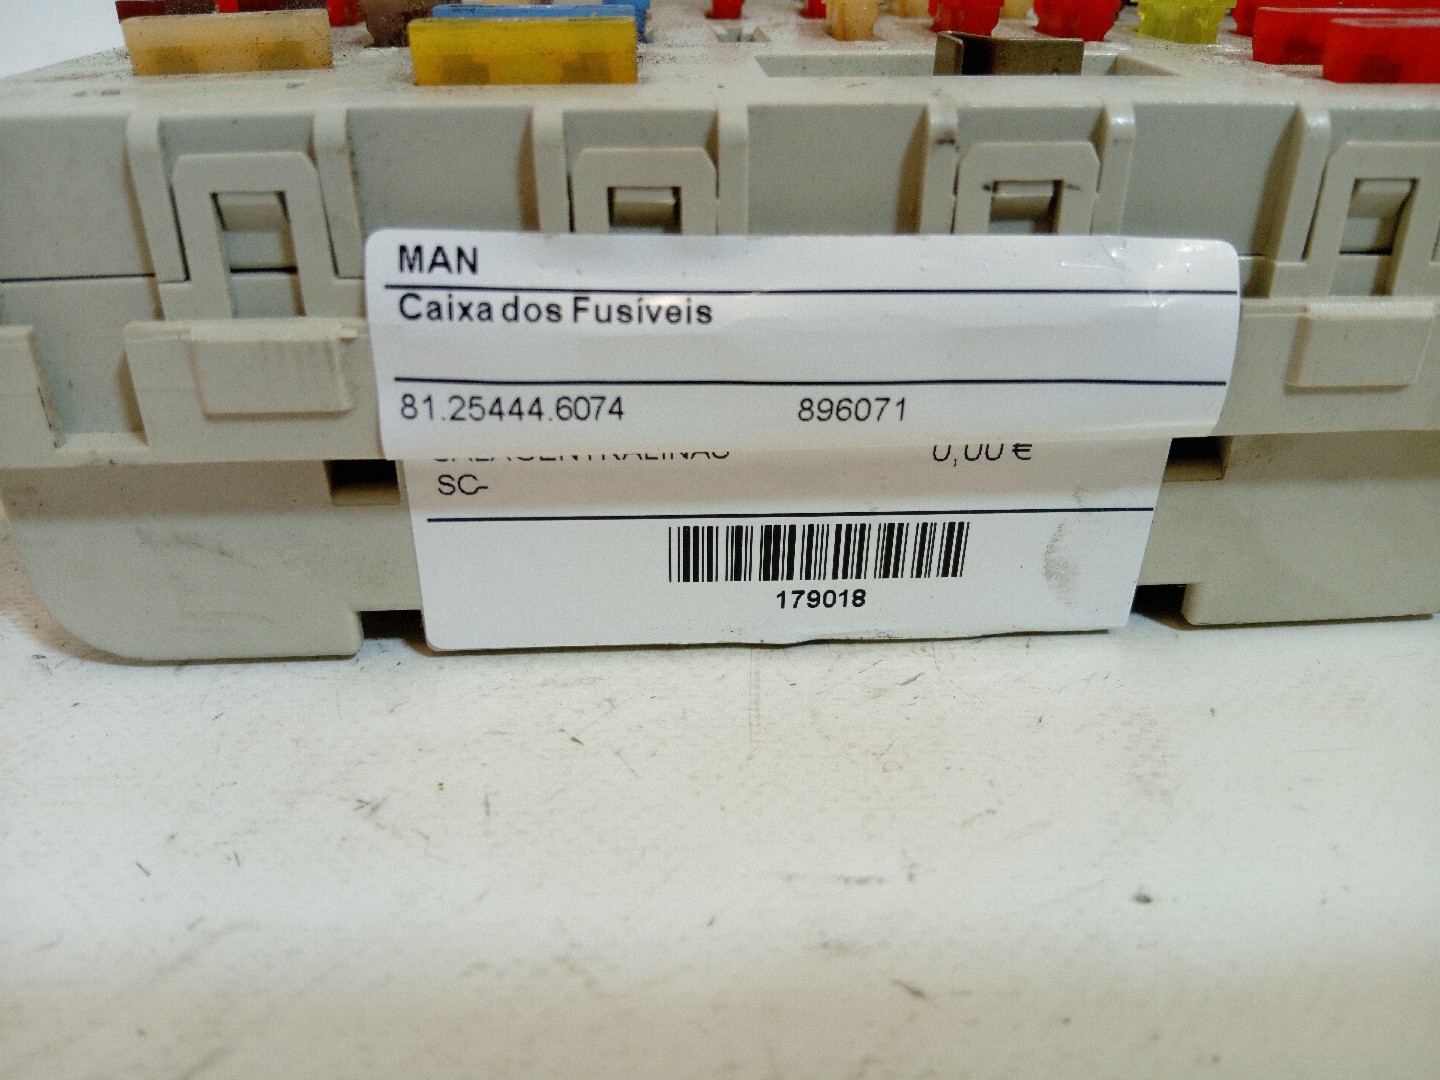 MAN
Caixa dos Fusíveis
81.25444.6074 896071
0,00 €
SC-
179018